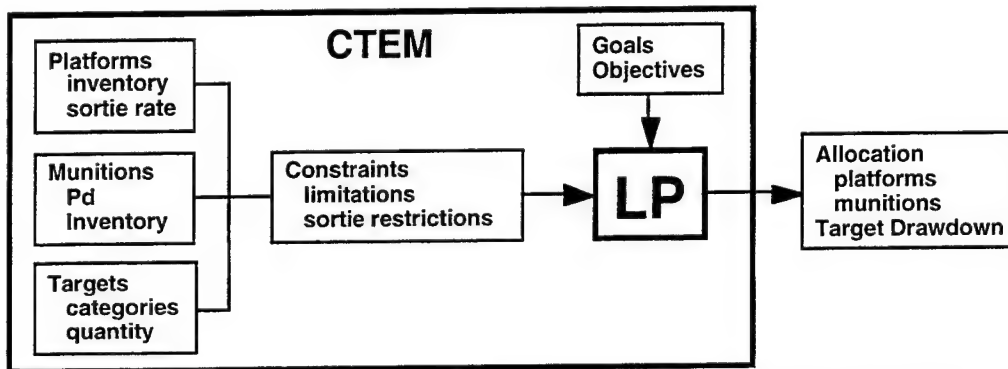 CTEM
Platforms
inventory
sortie rate
Munitions
Pd
Inventory
Targets
categories
quantity
Constraints
limitations
sortie restrictions
Goals
Objectives
LP
Allocation
platforms
munitions
Target Drawdown